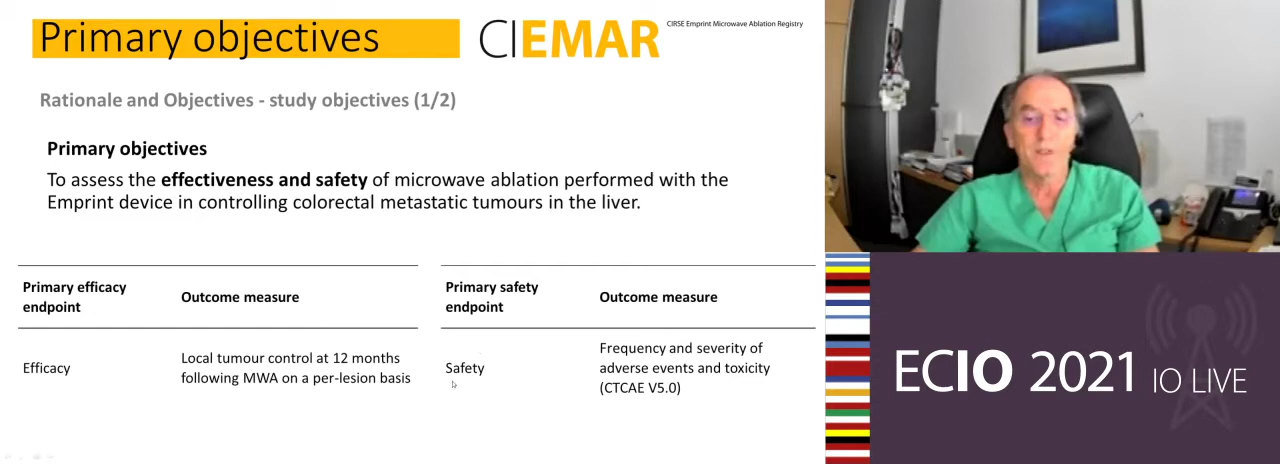 Primary objectives
CIEMAR
CIRSE Emprint Microwave Ablation Registry
Rationale and Objectives - study objectives (1/2)
Primary objectives
To assess the effectiveness and safety of microwave ablation performed with the
Emprint device in controlling colorectal metastatic tumours in the liver.
Primary efficacy
endpoint
Outcome measure
Efficacy
Local tumour control at 12 months
following MWA on a per-lesion basis
Primary safety
endpoint
Outcome measure
Safety
Frequency and severity of
adverse events and toxicity
(CTCAE V5.0)
ECIO 2021 IO LIVE